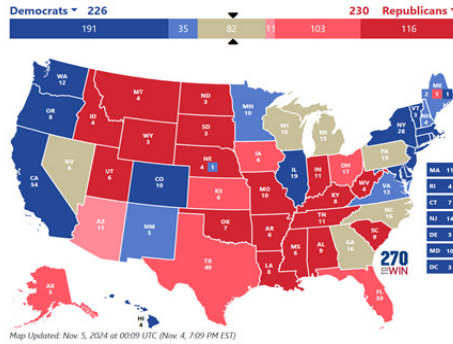 Democrats 226
230 Republicans
191 35 82 11 103 116
WA
12
OR
8
CA
54
NV
6
ID
4
MT
4
WY
3
UT
6
AZ
11
CO
10
NM
5
ND
3
SD
3
NE
4 1
KS
6
OK
7
TX
40
MN
10
IA
6
MO
10
AR
6
LA
8
WI
10
IL
19
MI
15
IN
11
OH
17
KY
8
TN
11
MS
6
AL
9
GA
16
FL
30
SC
9
NC
16
VA
13
WV
4
PA
19
NY
28
VT
3
NH
4
ME
2 1 1
MA 11
RI 4
CT 7
NJ 14
DE 3
MD 10
DC 3
AK
3
HI
4
270
TO WIN
Map Updated: Nov. 5, 2024 at 00:09 (Nov. 4, 7:09 PM EST)